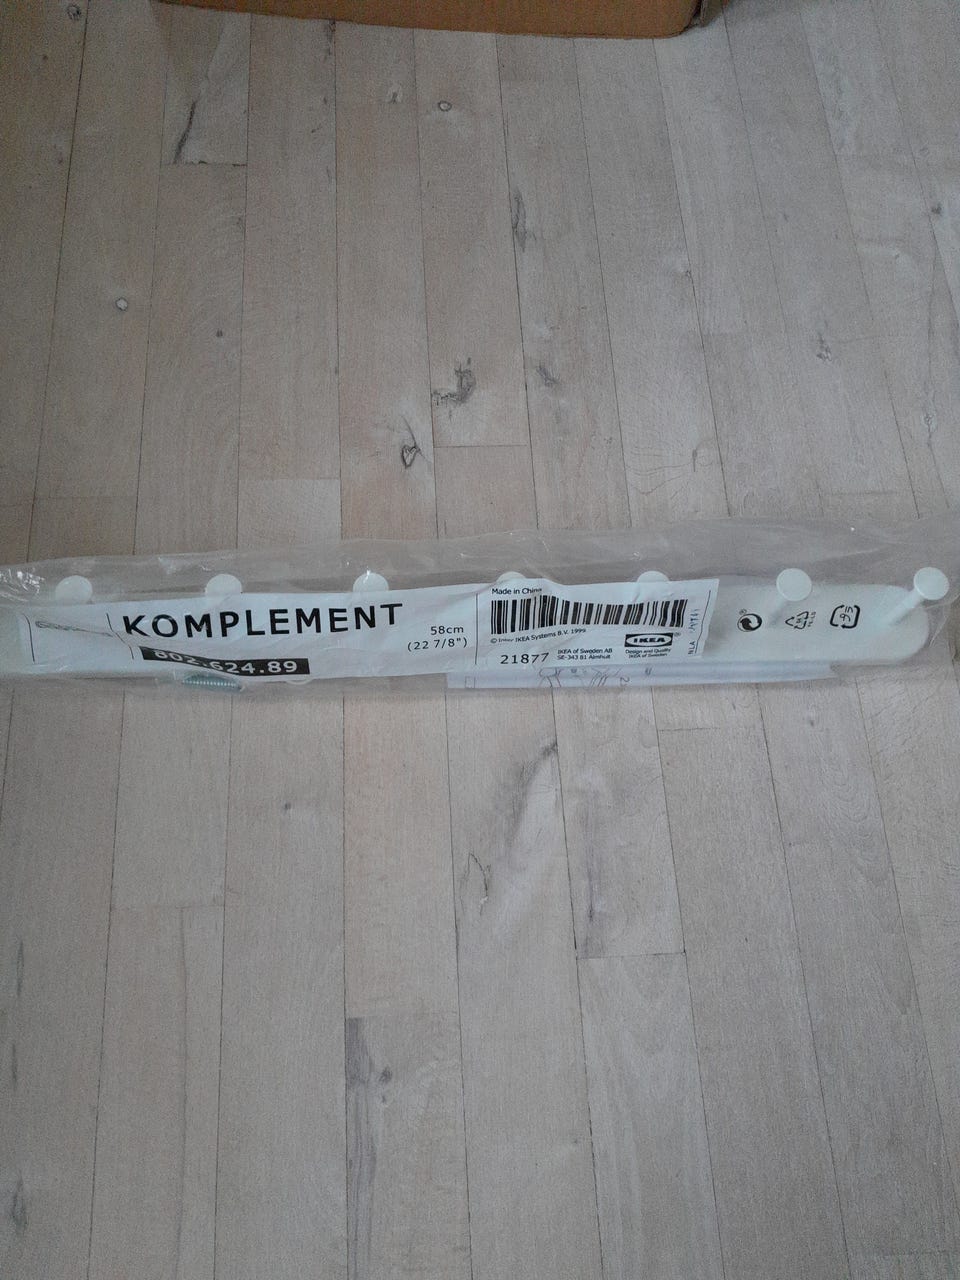 KOMPLEMENT
58cm
(22 7/8")
802.624.89
Made in China
© Inter IKEA Systems B.V. 1999
21877
IKEA of Sweden AB
SE-343 81 Älmhult
IKEA
®
Design and Quality
IKEA of Sweden